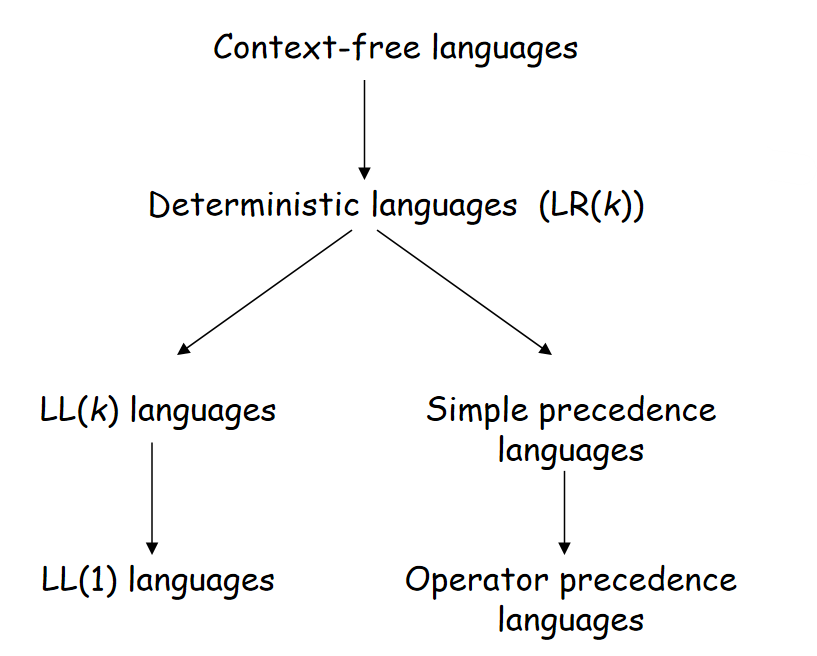 Context-free languages
Deterministic languages (LR(k))
LL(k) languages
Simple precedence
languages
LL(1) languages
Operator precedence
languages